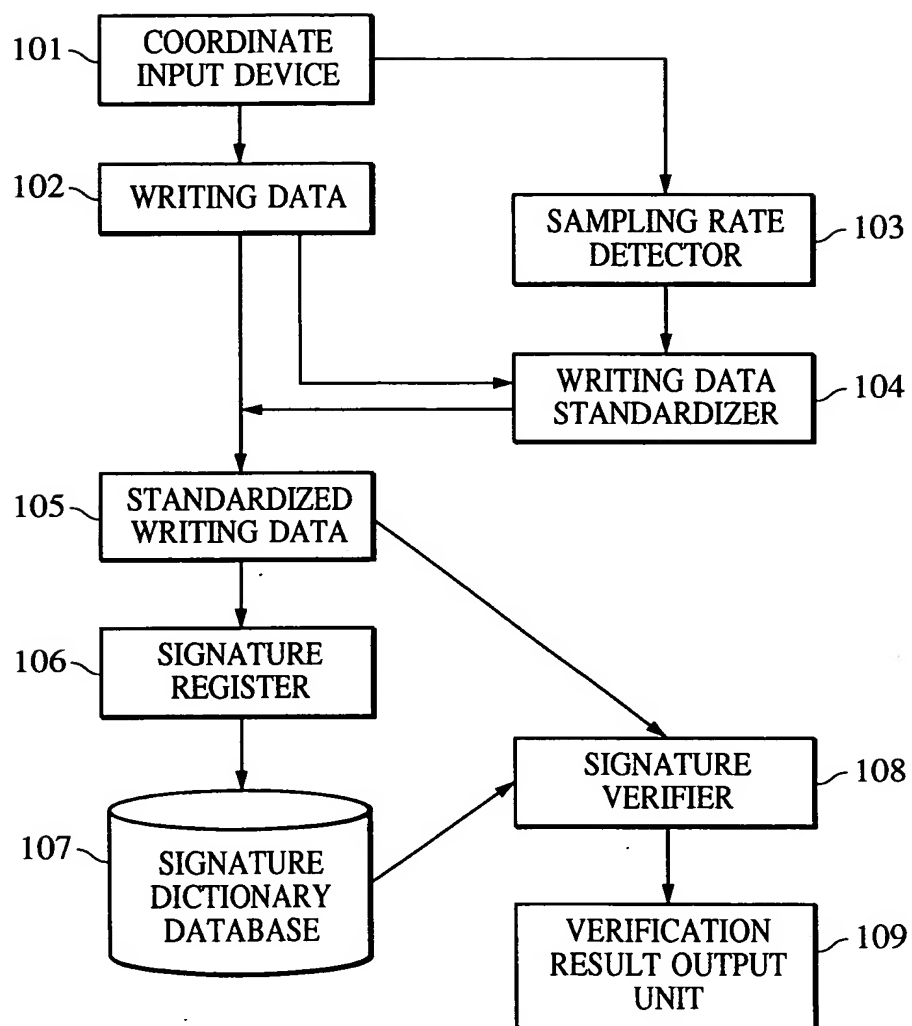 101
COORDINATE
INPUT DEVICE
102
WRITING DATA
SAMPLING RATE
DETECTOR
103
WRITING DATA
STANDARDIZER
104
105
STANDARDIZED
WRITING DATA
106
SIGNATURE
REGISTER
107
SIGNATURE
DICTIONARY
DATABASE
SIGNATURE
VERIFIER
108
VERIFICATION
RESULT OUTPUT
UNIT
109